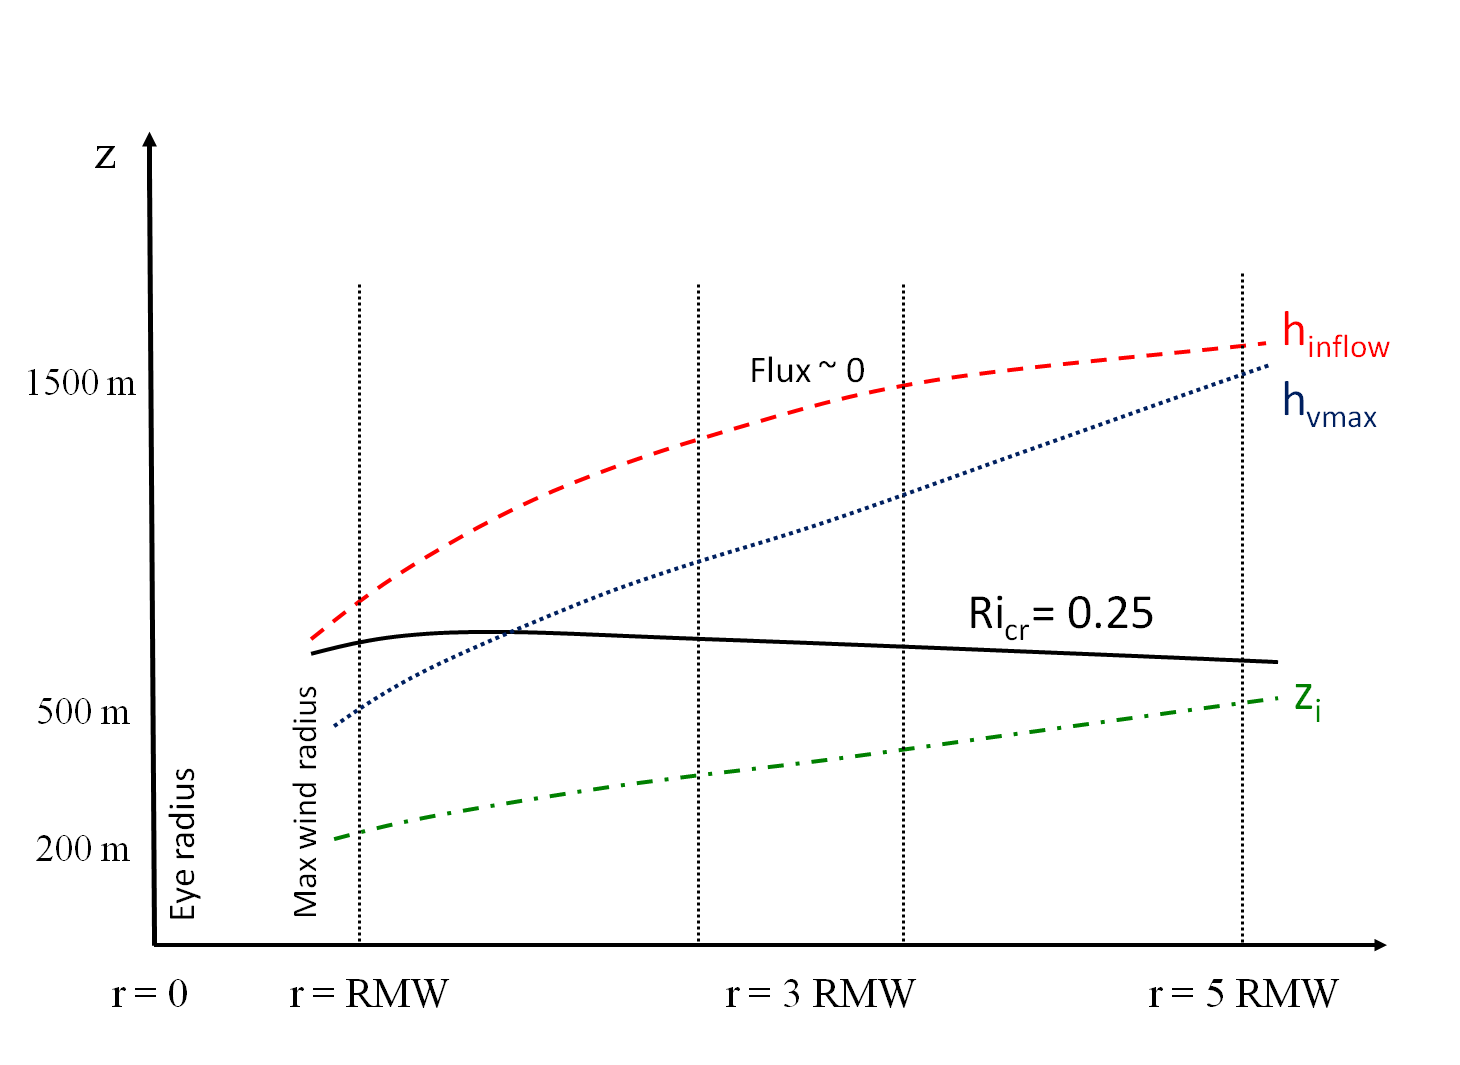 z
h_inflow
Flux ~ 0
1500 m
h_vmax
Ri_cr = 0.25
z_i
500 m
200 m
Eye radius
Max wind radius
r = 0
r = RMW
r = 3 RMW
r = 5 RMW